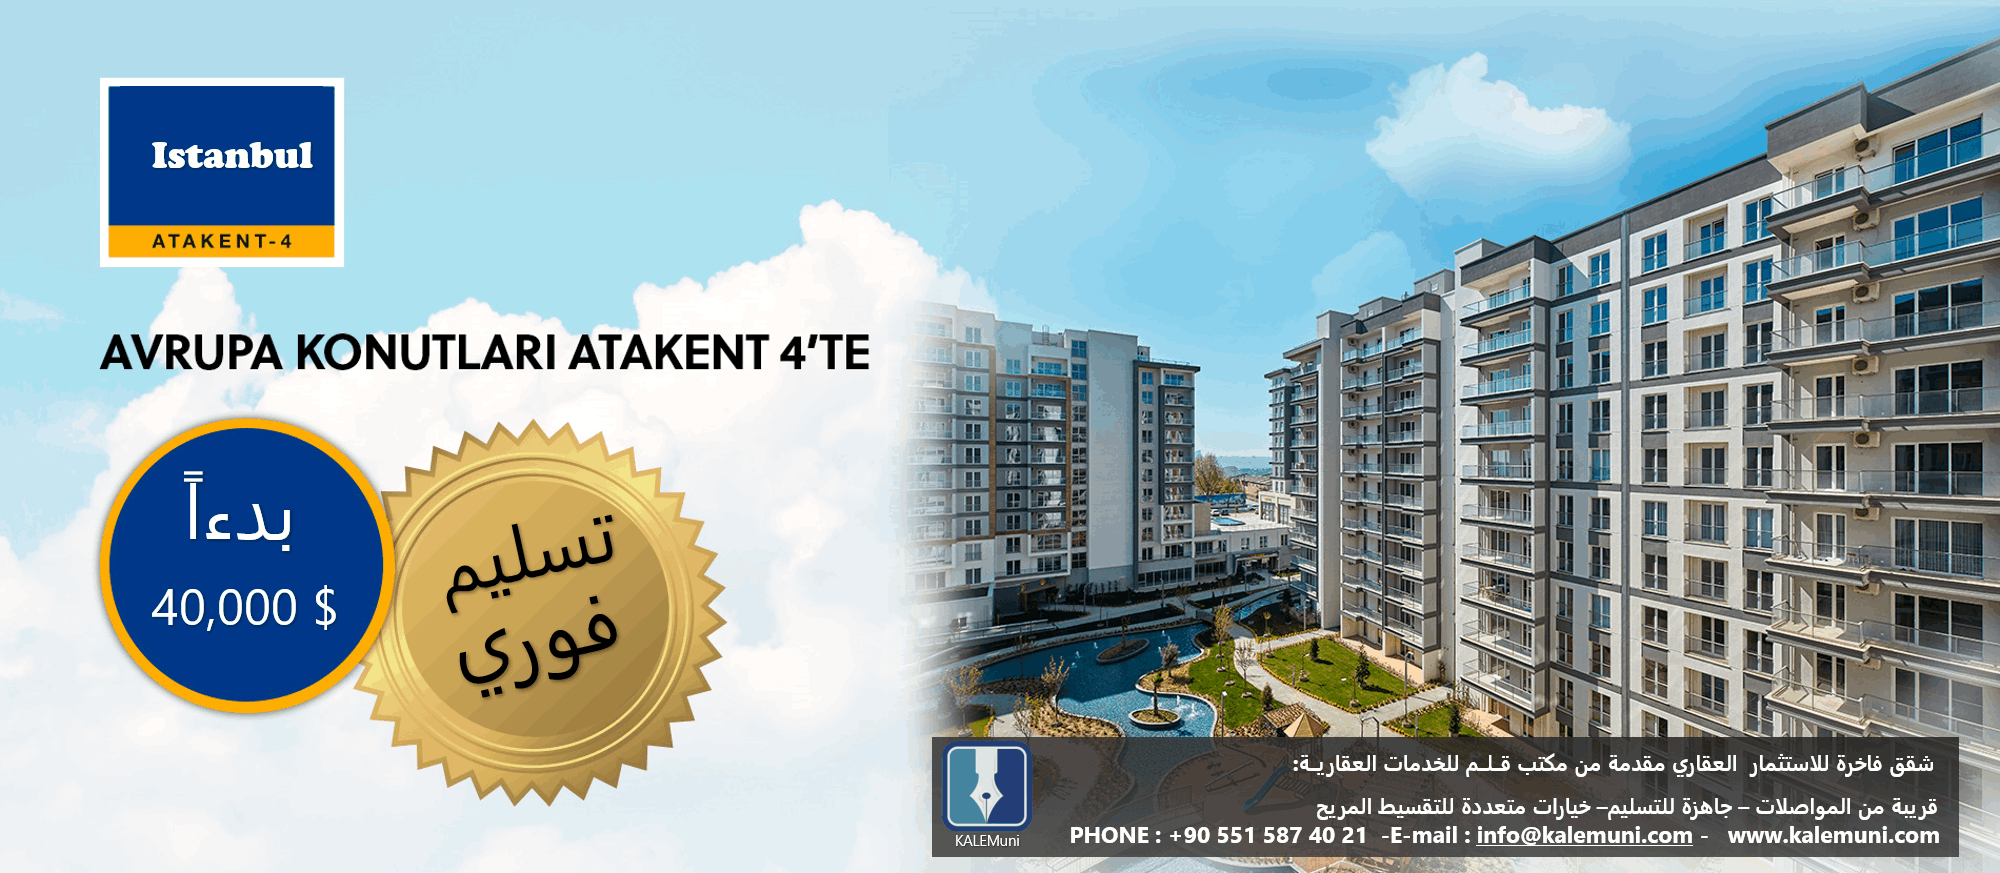 Istanbul
ATAKENT-4
AVRUPA KONUTLARI ATAKENT 4'TE
بدءاً
40,000 $
تسليم
فوري
شقق فاخرة للاستثمار العقاري مقدمة من مكتب قـلـم للخدمات العقاريـة:
قريبة من المواصلات – جاهزة للتسليم– خيارات متعددة للتقسيط المريح
PHONE : +90 551 587 40 21 -E-mail : info@kalemuni.com - www.kalemuni.com
KALEMuni